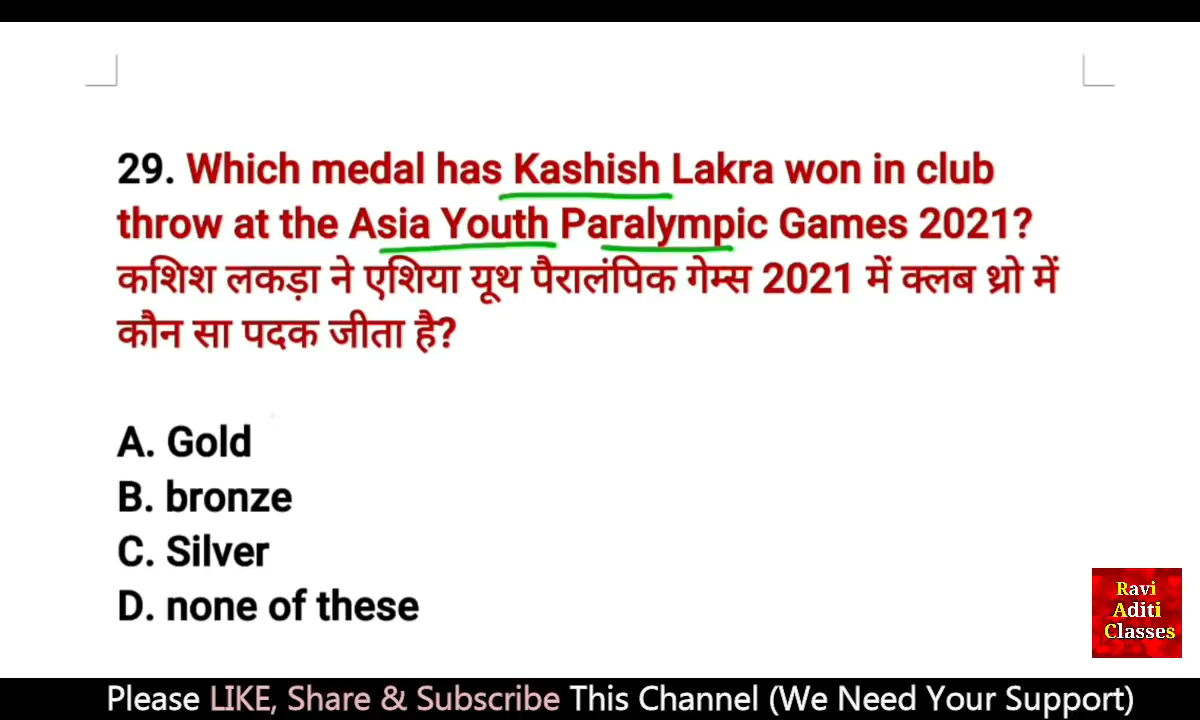 29. Which medal has Kashish Lakra won in club
throw at the Asia Youth Paralympic Games 2021?
कशिश लकड़ा ने एशिया यूथ पैरालंपिक गेम्स 2021 में क्लब थ्रो में
कौन सा पदक जीता है?
A. Gold
B. bronze
C. Silver
D. none of these
Ravi
Aditi
Classes
Please LIKE, Share & Subscribe This Channel (We Need Your Support)